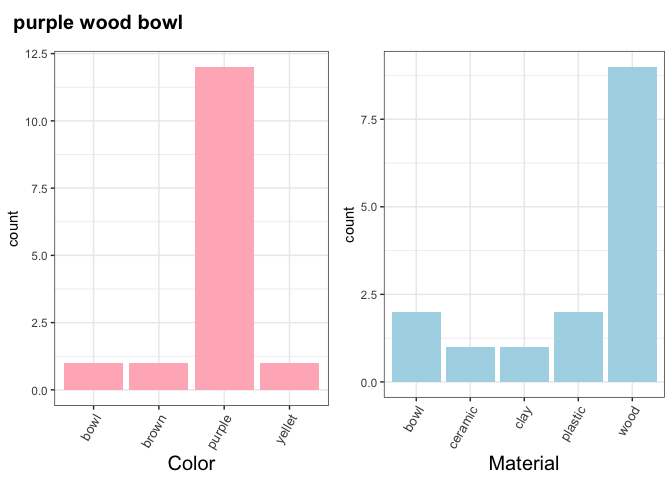 purple wood bowl
12.5
10.0
7.5
5.0
2.5
0.0
count
bowl
brown
purple
yellet
Color
7.5
5.0
2.5
0.0
count
bowl
ceramic
clay
plastic
wood
Material